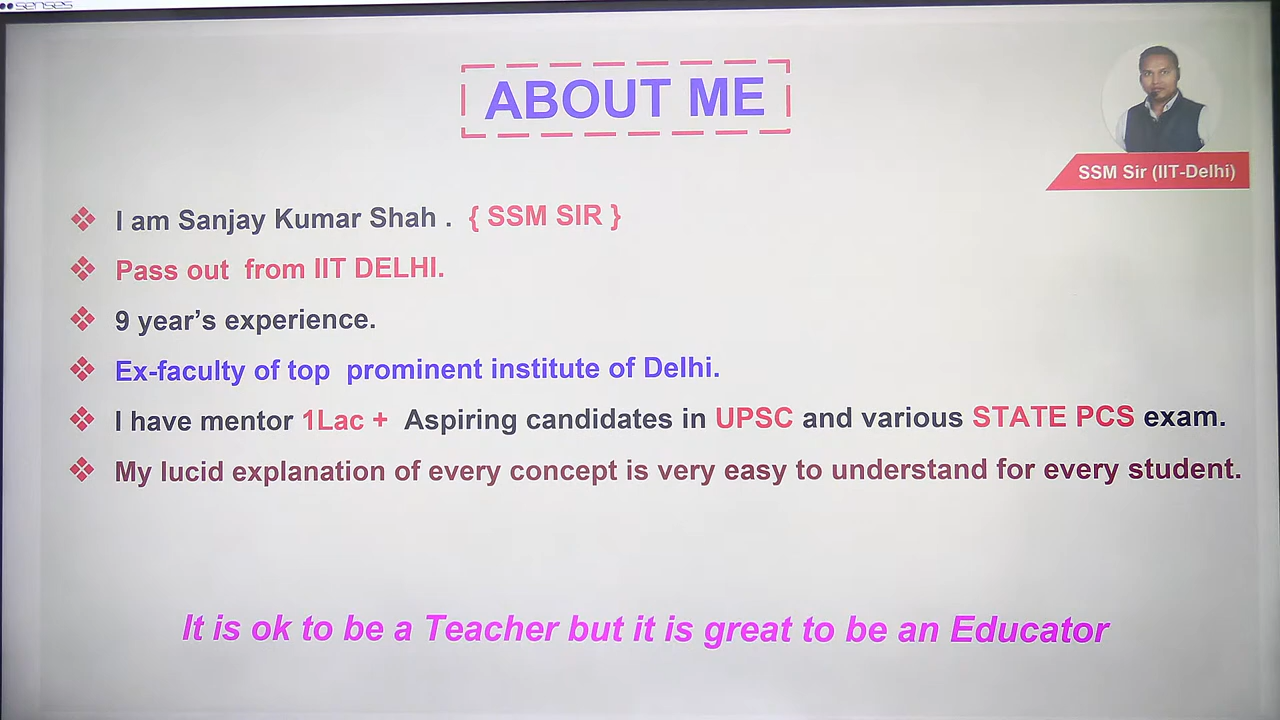 senses
ABOUT ME
SSM Sir (IIT-Delhi)
I am Sanjay Kumar Shah . { SSM SIR }
Pass out from IIT DELHI.
9 year’s experience.
Ex-faculty of top prominent institute of Delhi.
I have mentor 1Lac + Aspiring candidates in UPSC and various STATE PCS exam.
My lucid explanation of every concept is very easy to understand for every student.
It is ok to be a Teacher but it is great to be an Educator